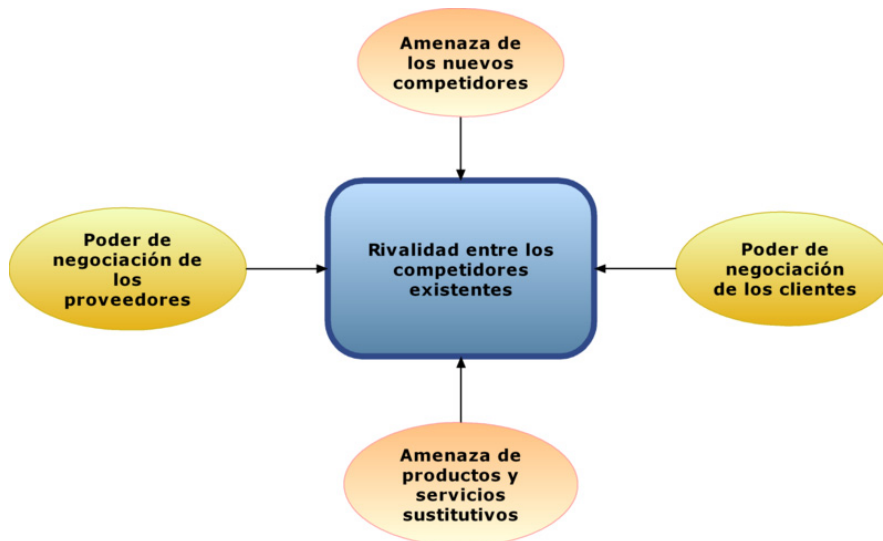 Amenaza de
los nuevos
competidores
Poder de
negociación de
los
proveedores
Rivalidad entre los
competidores
existentes
Poder de
negociación
de los clientes
Amenaza de
productos y
servicios
sustitutivos